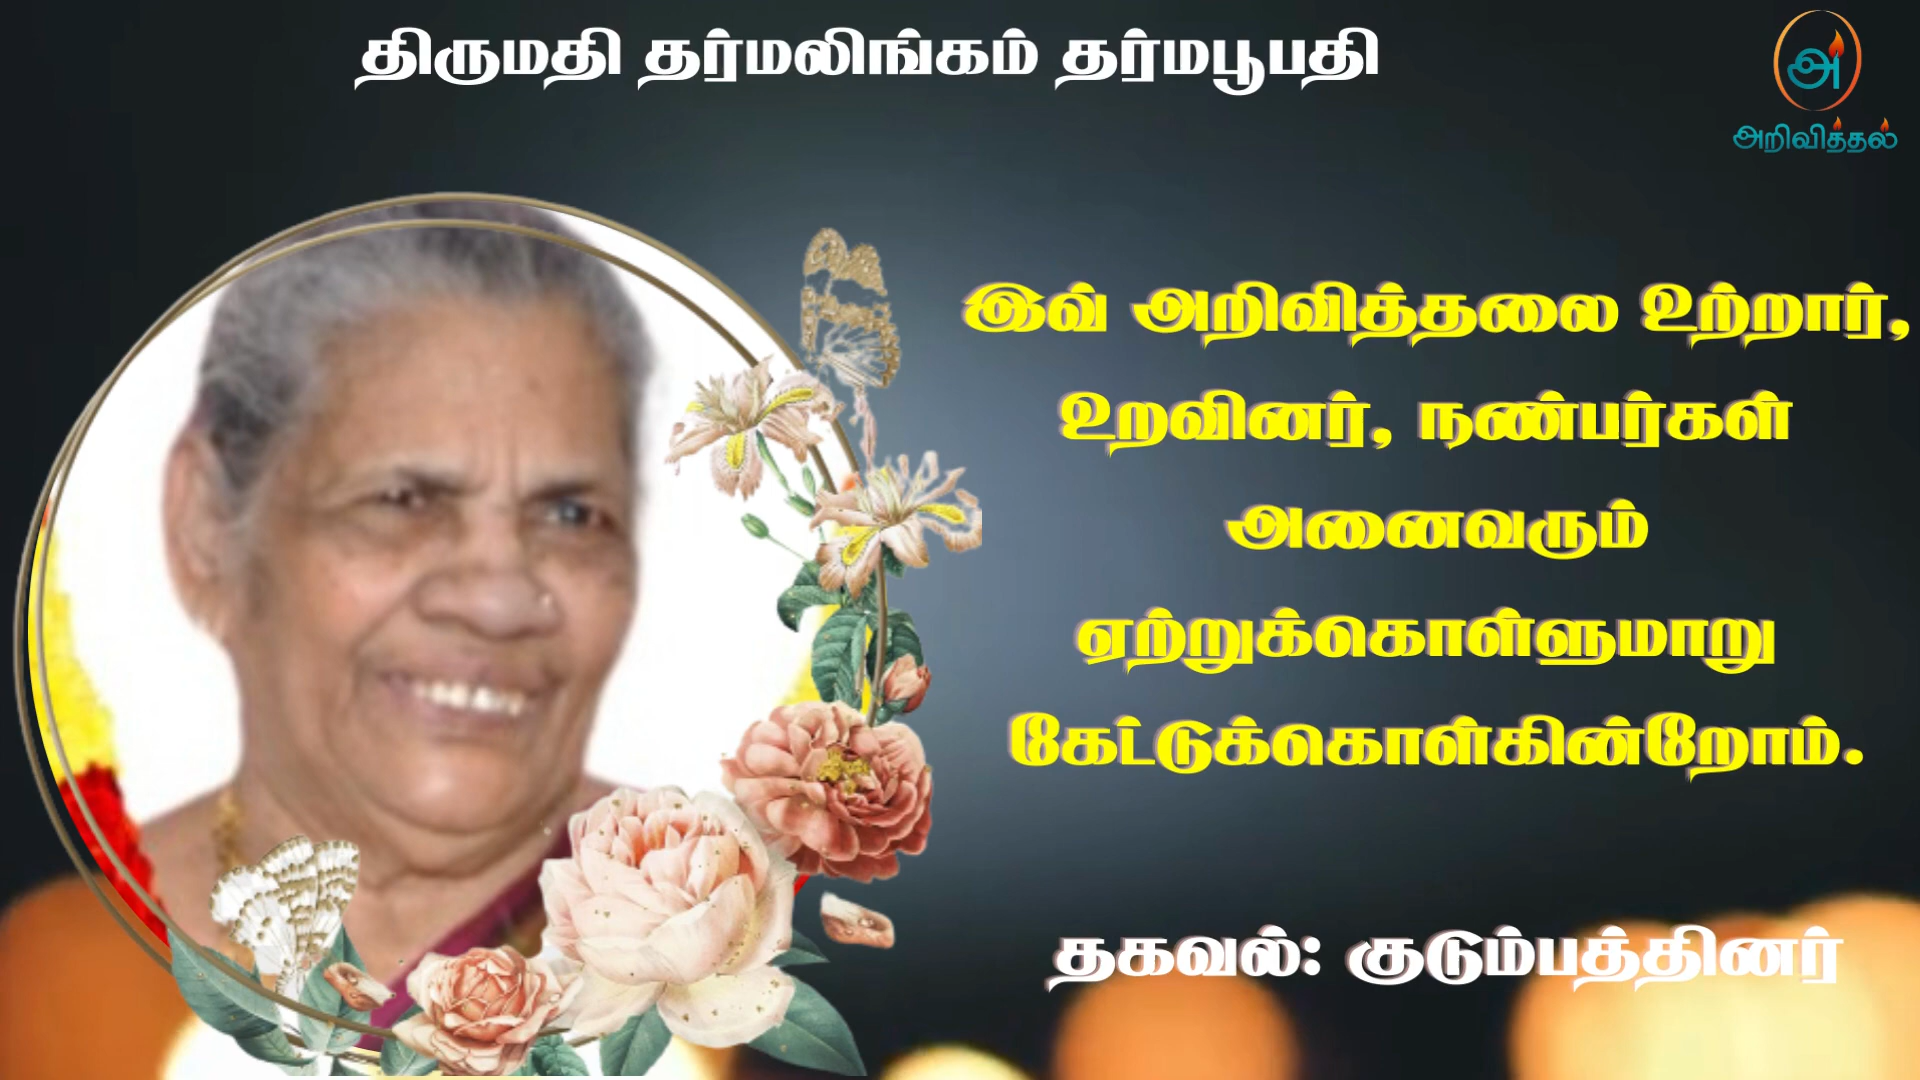 திருமதி தர்மலிங்கம் தர்மபூபதி
அ
அறிவித்தல்
இவ் அறிவித்தலை உற்றார்,
உறவினர், நண்பர்கள்
அனைவரும்
ஏற்றுக்கொள்ளுமாறு
கேட்டுக்கொள்கின்றோம்.
தகவல்: குடும்பத்தினர்